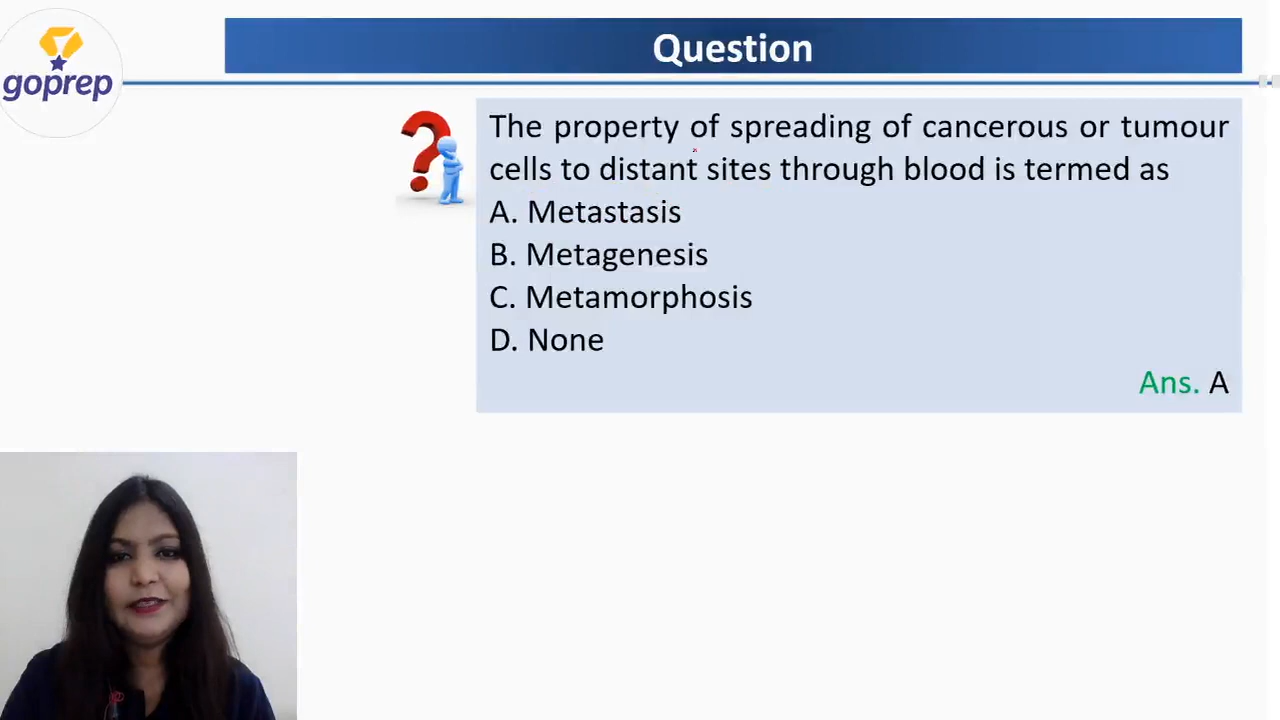 goprep
Question
The property of spreading of cancerous or tumour
cells to distant sites through blood is termed as
A. Metastasis
B. Metagenesis
C. Metamorphosis
D. None
Ans. A